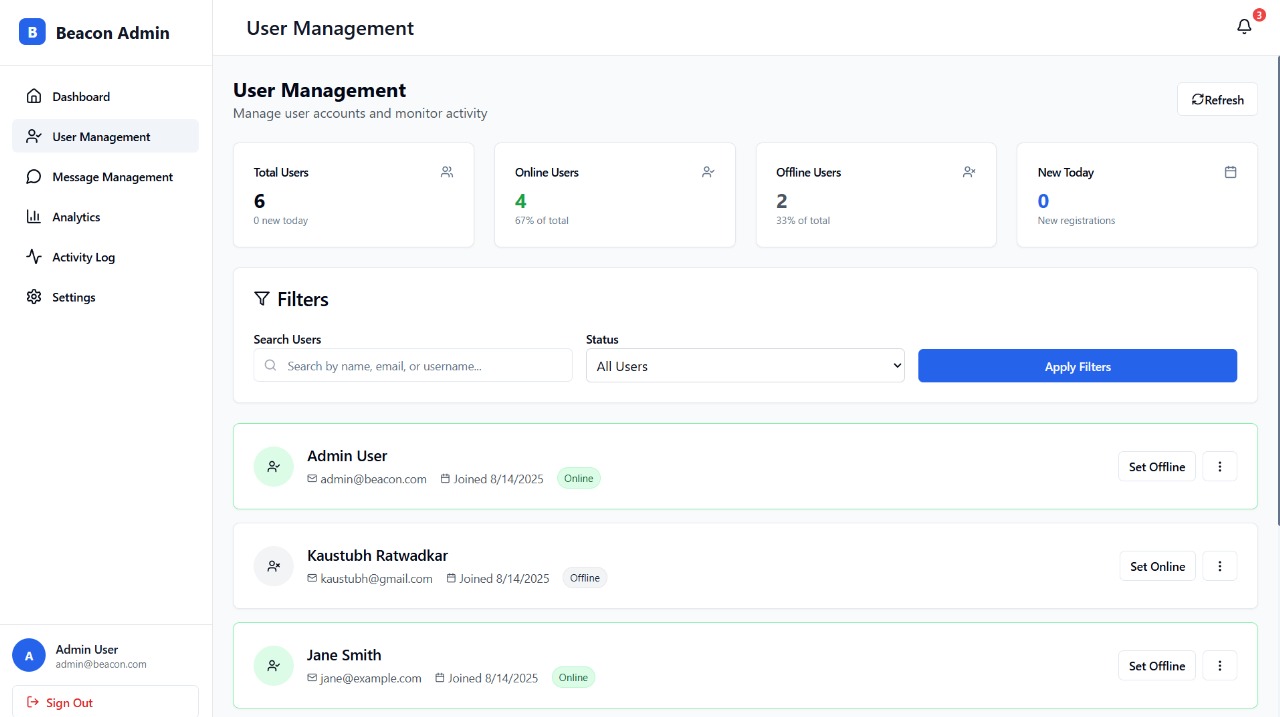 B Beacon Admin
User Management
3
Dashboard
User Management
Message Management
Analytics
Activity Log
Settings
Admin User
A
admin@beacon.com
Sign Out
User Management
Manage user accounts and monitor activity
Refresh
Total Users
6
0 new today
Online Users
4
67% of total
Offline Users
2
33% of total
New Today
0
New registrations
Filters
Search Users
Search by name, email, or username...
Status
All Users
Apply Filters
Admin User
admin@beacon.com Joined 8/14/2025 Online
Set Offline
Kaustubh Ratwadkar
kaustubh@gmail.com Joined 8/14/2025 Offline
Set Online
Jane Smith
jane@example.com Joined 8/14/2025 Online
Set Offline